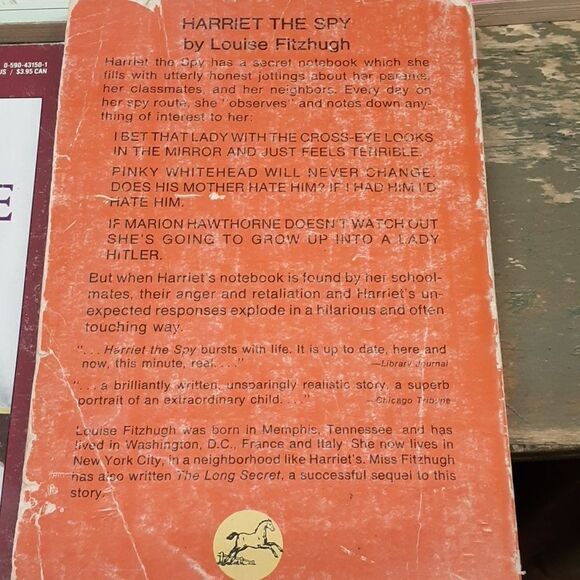 0-590-43150-1
US / $3.95 CAN
E
HARRIET THE SPY
by Louise Fitzhugh
Harriet the Spy has a secret notebook which she
fills with utterly honest jottings about her parents,
her classmates, and her neighbors. Every day on
her spy route, she "observes" and notes down any-
thing of interest to her:
I BET THAT LADY WITH THE CROSS-EYE LOOKS
IN THE MIRROR AND JUST FEELS TERRIBLE.
PINKY WHITEHEAD WILL NEVER CHANGE.
DOES HIS MOTHER HATE HIM? IF I HAD HIM I'D
HATE HIM.
IF MARION HAWTHORNE DOESN'T WATCH OUT
SHE'S GOING TO GROW UP INTO A LADY
HITLER.
But when Harriet's notebook is found by her school-
mates, their anger and retaliation and Harriet's un-
expected responses explode in a hilarious and often
touching way.
". . . Harriet the Spy bursts with life. It is up to date, here and
now, this minute, real. . . ." —Library Journal
". . . a brilliantly written, unsparingly realistic story, a superb
portrait of an extraordinary child. . . ." —Chicago Tribune
Louise Fitzhugh was born in Memphis, Tennessee and has
lived in Washington, D.C., France and Italy. She now lives in
New York City, in a neighborhood like Harriet's. Miss Fitzhugh
has also written The Long Secret, a successful sequel to this
story.